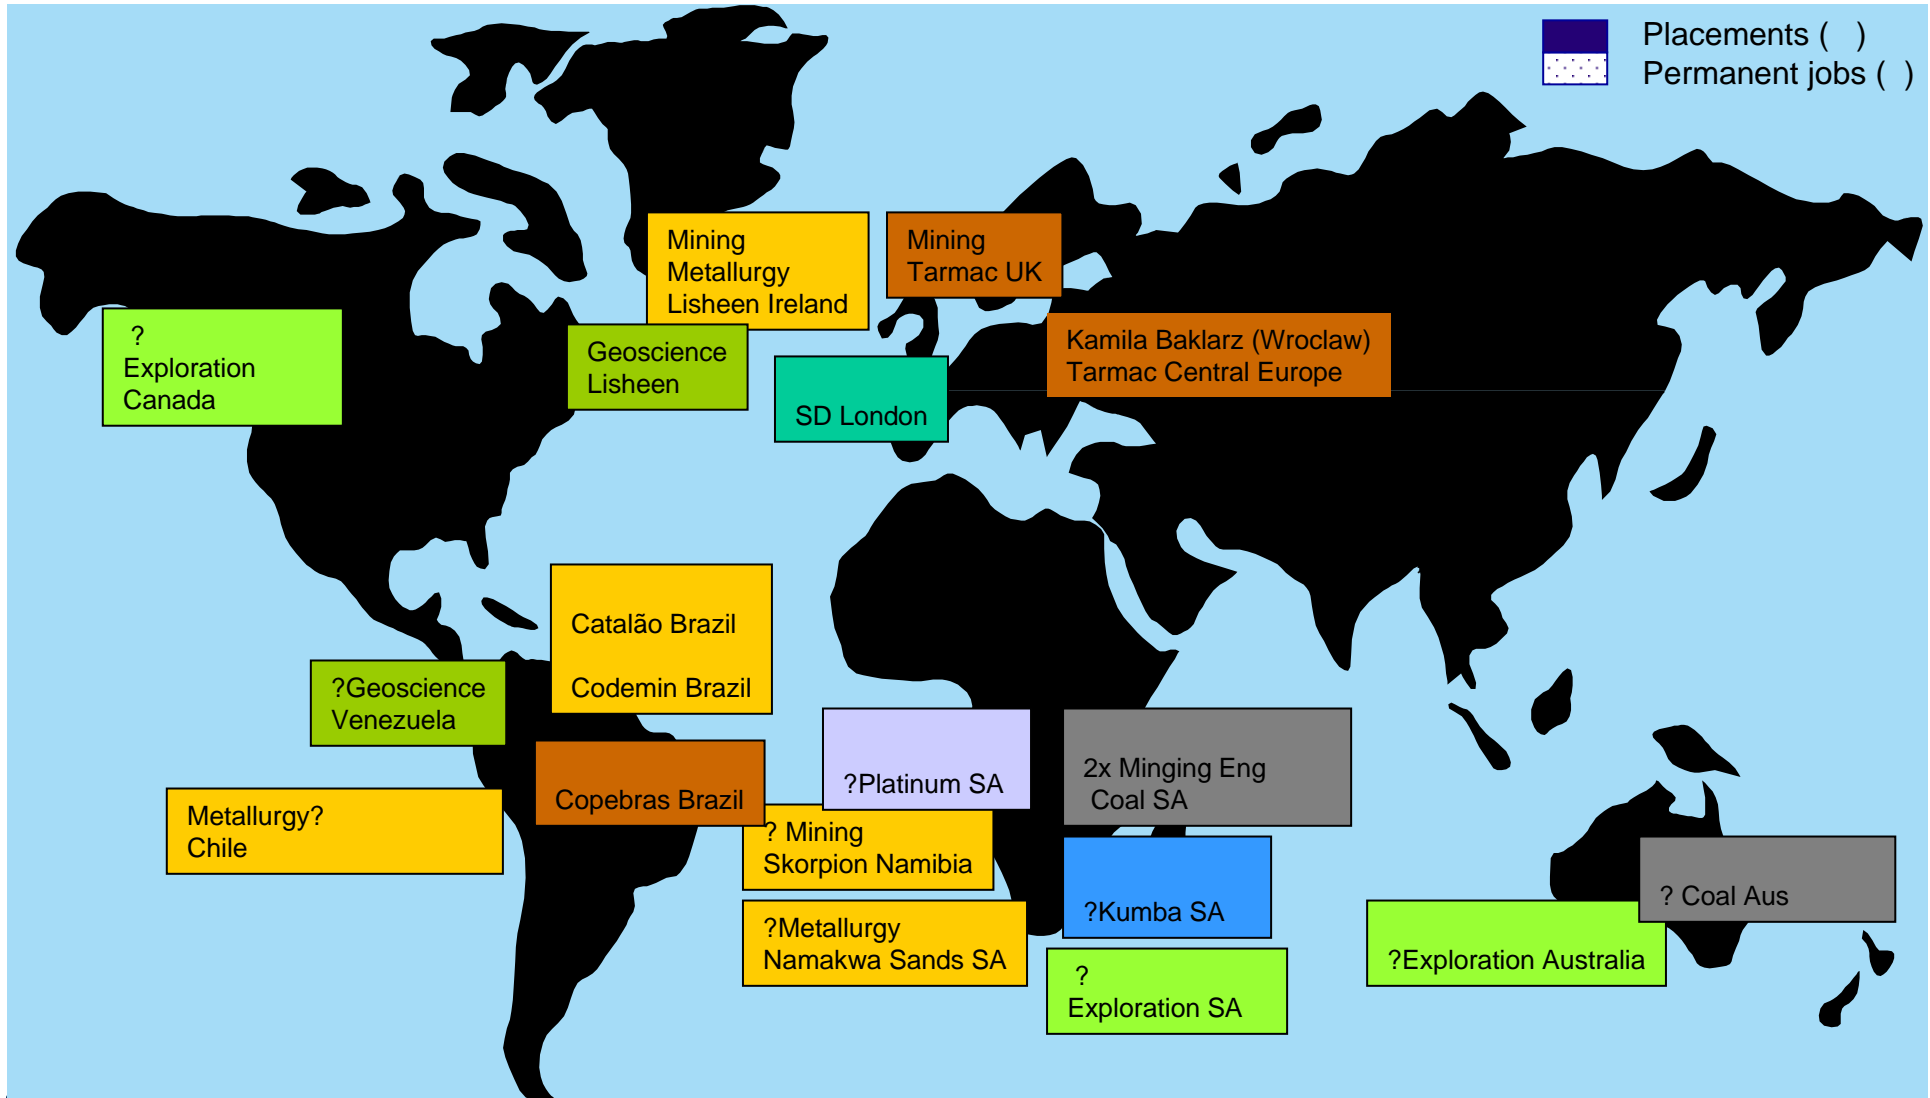 Placements (   )
Permanent jobs (  )
Mining
Metallurgy
Lisheen Ireland
Mining
Tarmac UK
?
Exploration
Canada
Geoscience
Lisheen
SD London
Kamila Baklarz (Wroclaw)
Tarmac Central Europe
Catalão Brazil
Codemin Brazil
?Geoscience
Venezuela
Copebras Brazil
?Platinum SA
2x Minging Eng
Coal SA
Metallurgy?
Chile
? Mining
Skorpion Namibia
?Kumba SA
? Coal Aus
?Metallurgy
Namakwa Sands SA
?
Exploration SA
?Exploration Australia